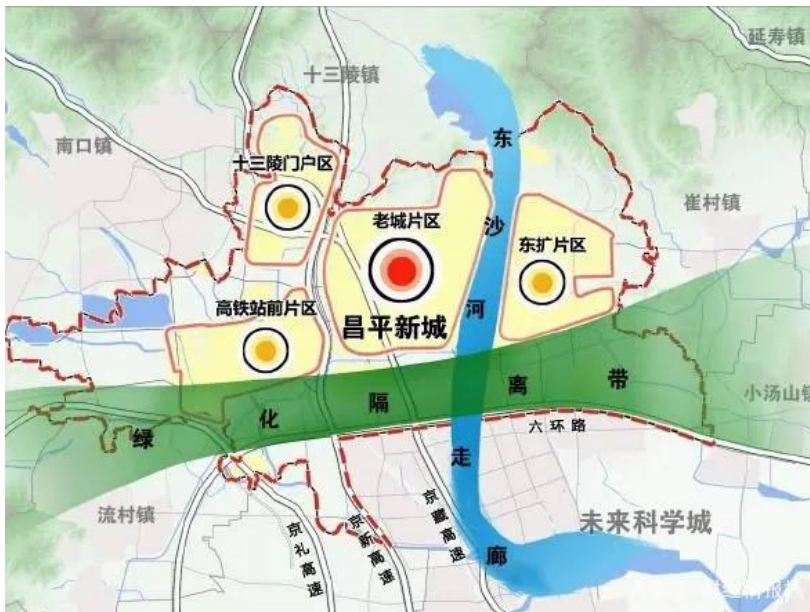 延寿镇
十三陵镇
南口镇
十三陵门户区
崔村镇
老城片区
东扩片区
高铁站前片区
昌平新城
东沙河走廊
绿化隔离带
小汤山镇
六环路
流村镇
未来科学城
京礼高速
京新高速
京藏高速